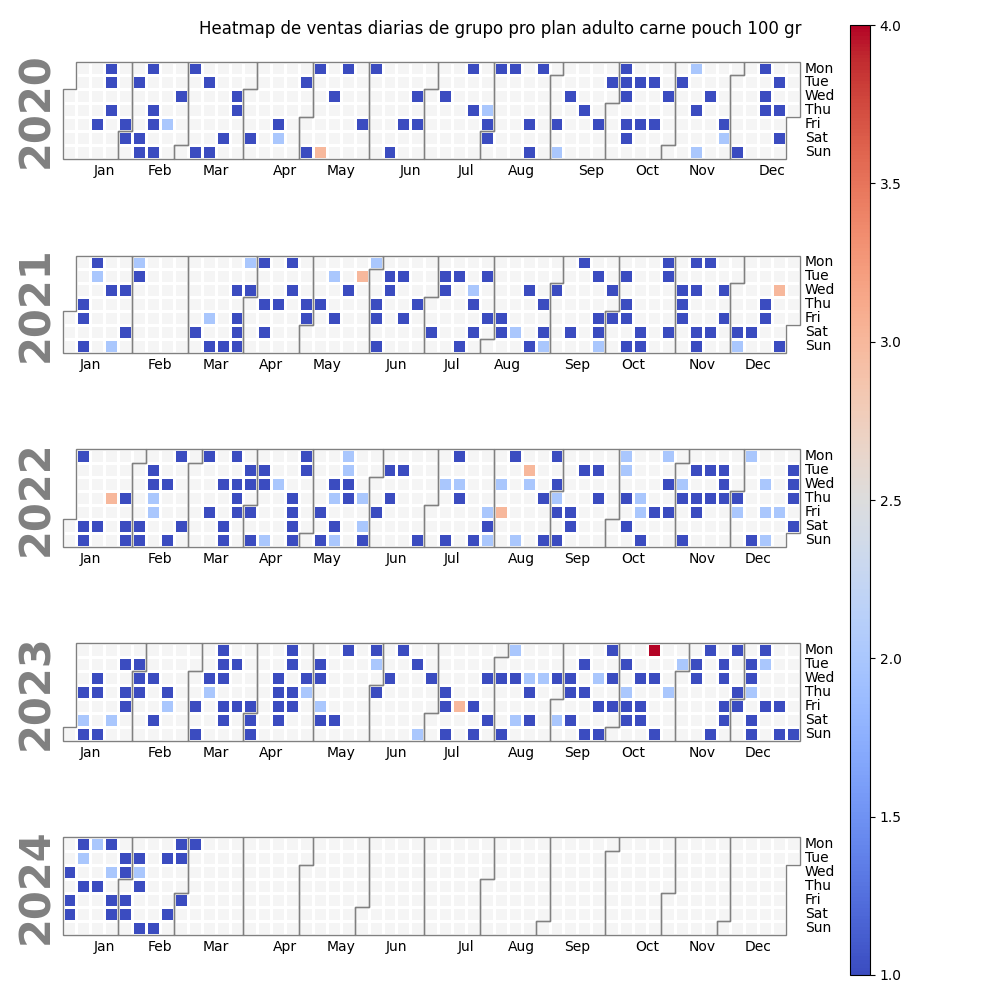 Heatmap de ventas diarias de grupo pro plan adulto carne pouch 100 gr
2020
Mon
Tue
Wed
Thu
Fri
Sat
Sun
Jan Feb Mar Apr May Jun Jul Aug Sep Oct Nov Dec
2021
Mon
Tue
Wed
Thu
Fri
Sat
Sun
Jan Feb Mar Apr May Jun Jul Aug Sep Oct Nov Dec
2022
Mon
Tue
Wed
Thu
Fri
Sat
Sun
Jan Feb Mar Apr May Jun Jul Aug Sep Oct Nov Dec
2023
Mon
Tue
Wed
Thu
Fri
Sat
Sun
Jan Feb Mar Apr May Jun Jul Aug Sep Oct Nov Dec
2024
Mon
Tue
Wed
Thu
Fri
Sat
Sun
Jan Feb Mar Apr May Jun Jul Aug Sep Oct Nov Dec
4.0
3.5
3.0
2.5
2.0
1.5
1.0